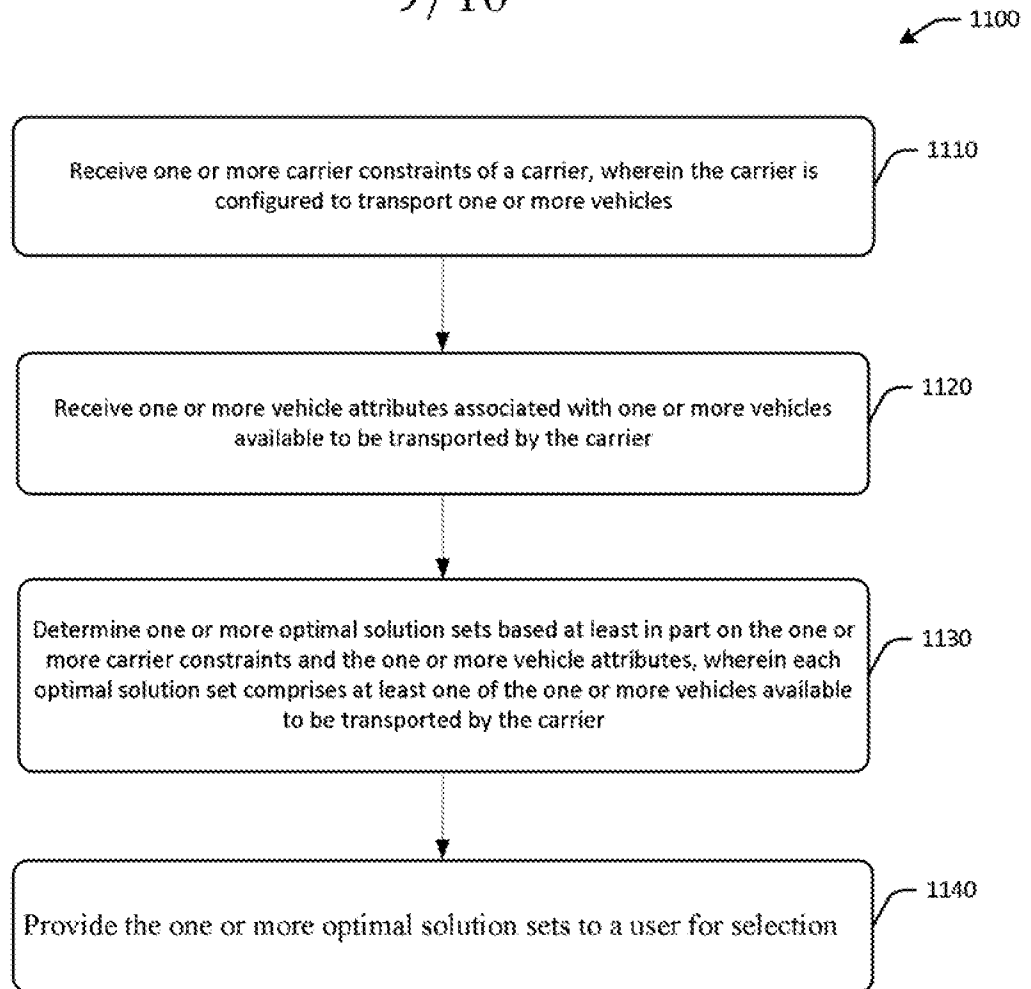 1100
Receive one or more carrier constraints of a carrier, wherein the carrier is
configured to transport one or more vehicles
1110
Receive one or more vehicle attributes associated with one or more vehicles
available to be transported by the carrier
1120
Determine one or more optimal solution sets based at least in part on the one or
more carrier constraints and the one or more vehicle attributes, wherein each
optimal solution set comprises at least one of the one or more vehicles available
to be transported by the carrier
1130
Provide the one or more optimal solution sets to a user for selection
1140